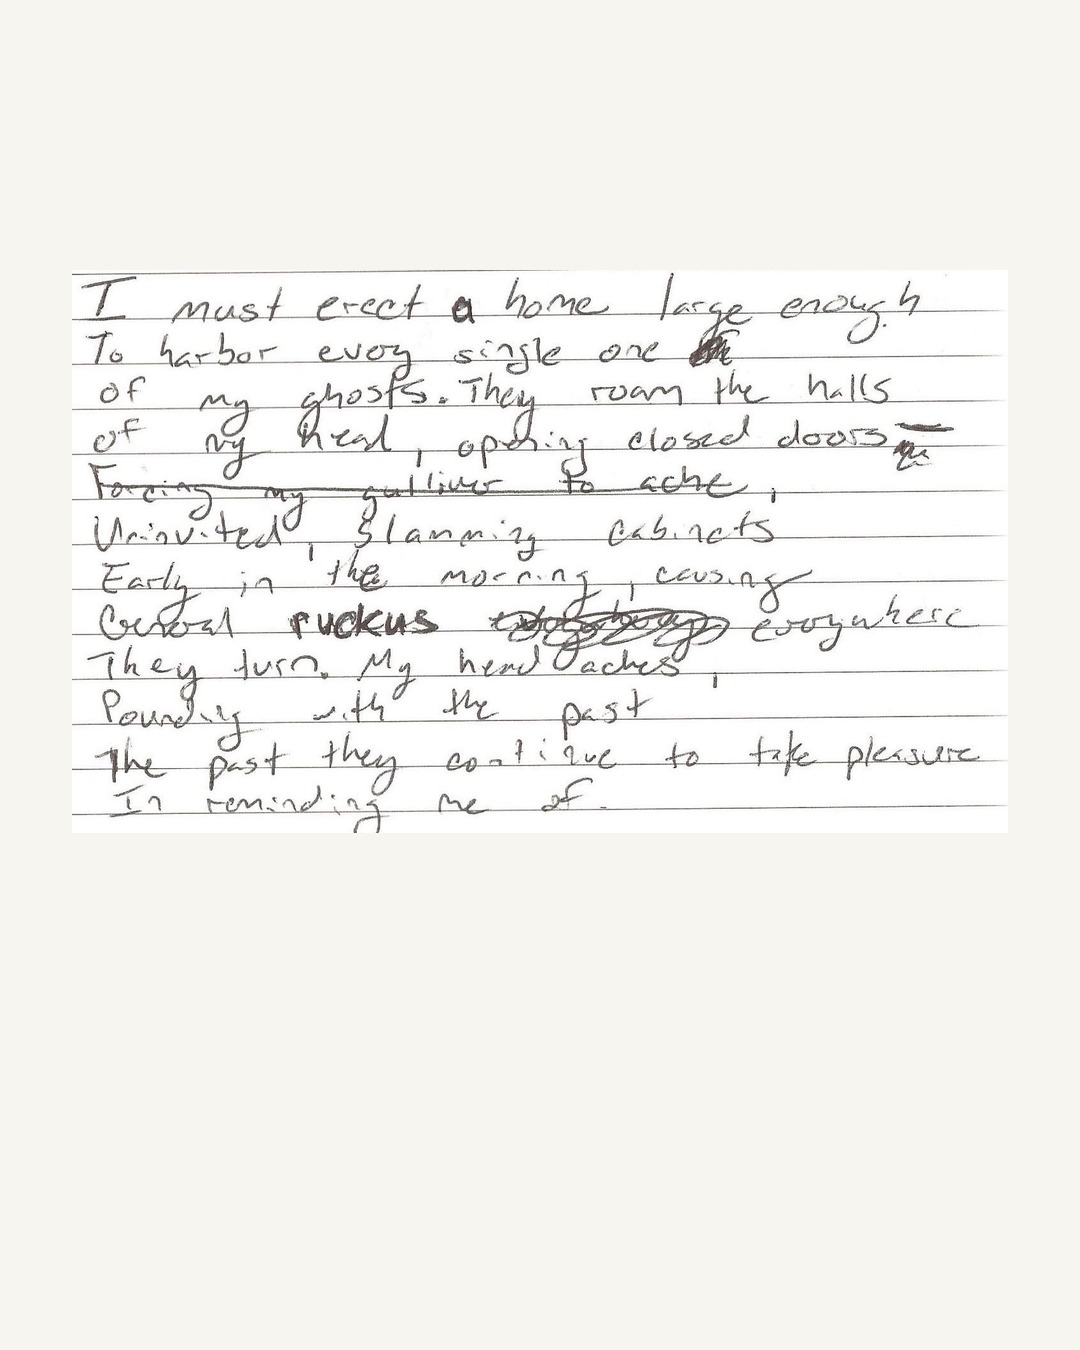 I must erect a home large enough
To harbor every single one
of my ghosts. They roam the halls
of my head, opening closed doors
Forcing my gulliver to ache,
Uninvited, slamming cabinets
Early in the morning, causing
General ruckus everywhere
They turn. My head aches,
Pounding with the past
The past they continue to take pleasure
In reminding me of.